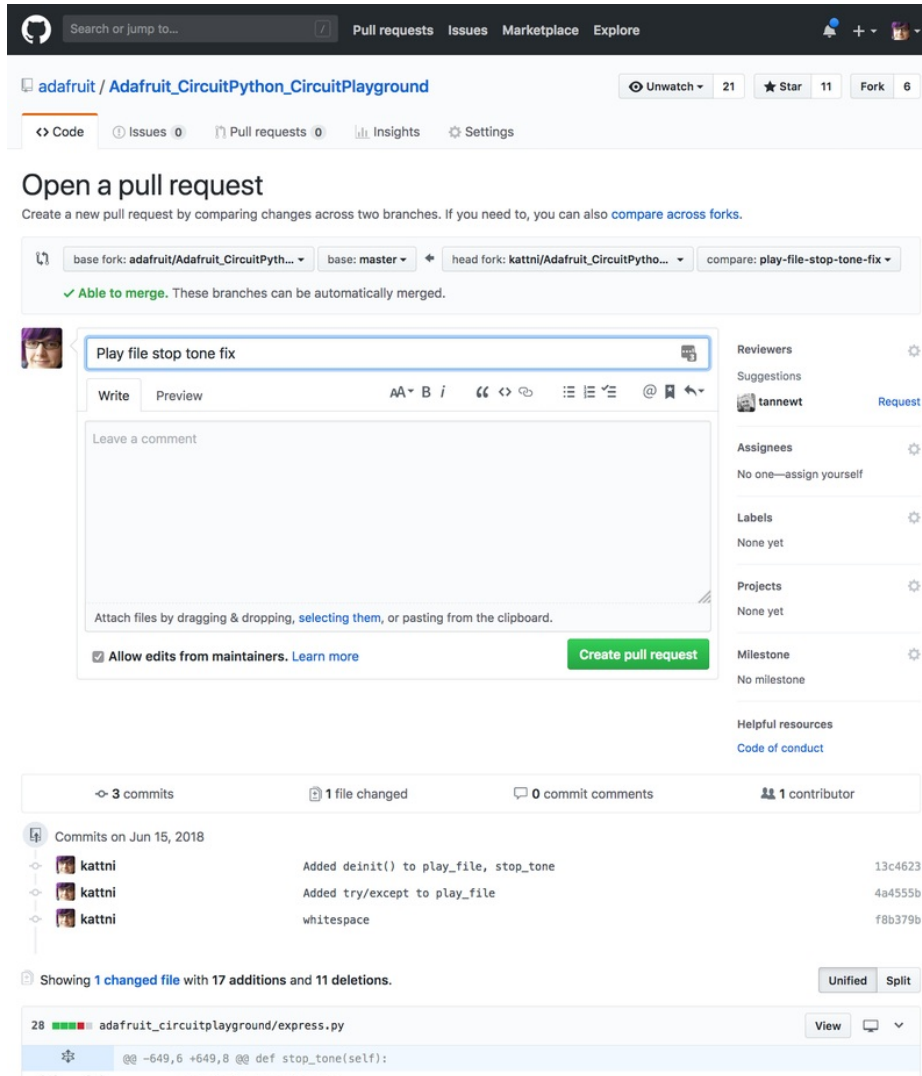 Search or jump to... /
Pull requests Issues Marketplace Explore
adafruit / Adafruit_CircuitPython_CircuitPlayground
Unwatch 21 Star 11 Fork 6
Code Issues 0 Pull requests 0 Insights Settings
Open a pull request
Create a new pull request by comparing changes across two branches. If you need to, you can also compare across forks.
base fork: adafruit/Adafruit_CircuitPyth... base: master head fork: kattni/Adafruit_CircuitPytho... compare: play-file-stop-tone-fix
Able to merge. These branches can be automatically merged.
Play file stop tone fix
Write Preview AA B i
Leave a comment
Attach files by dragging & dropping, selecting them, or pasting from the clipboard.
Allow edits from maintainers. Learn more
Create pull request
Reviewers
Suggestions
tannewt Request
Assignees
No one—assign yourself
Labels
None yet
Projects
None yet
Milestone
No milestone
Helpful resources
Code of conduct
3 commits 1 file changed 0 commit comments 1 contributor
Commits on Jun 15, 2018
kattni Added deinit() to play_file, stop_tone 13c4623
kattni Added try/except to play_file 4a4555b
kattni whitespace f8b379b
Showing 1 changed file with 17 additions and 11 deletions.
Unified Split
28 adafruit_circuitplayground/express.py View
@@ -649,6 +649,8 @@ def stop_tone(self):